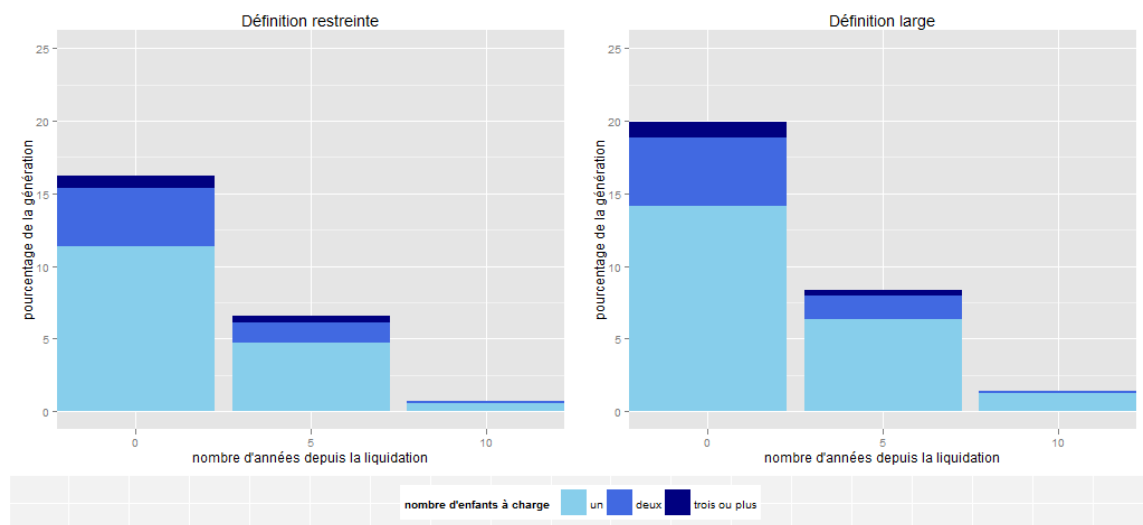 Définition restreinte
pourcentage de la génération
25
20
15
10
5
0
0
5
10
nombre d'années depuis la liquidation
Définition large
pourcentage de la génération
25
20
15
10
5
0
0
5
10
nombre d'années depuis la liquidation
nombre d'enfants à charge un deux trois ou plus